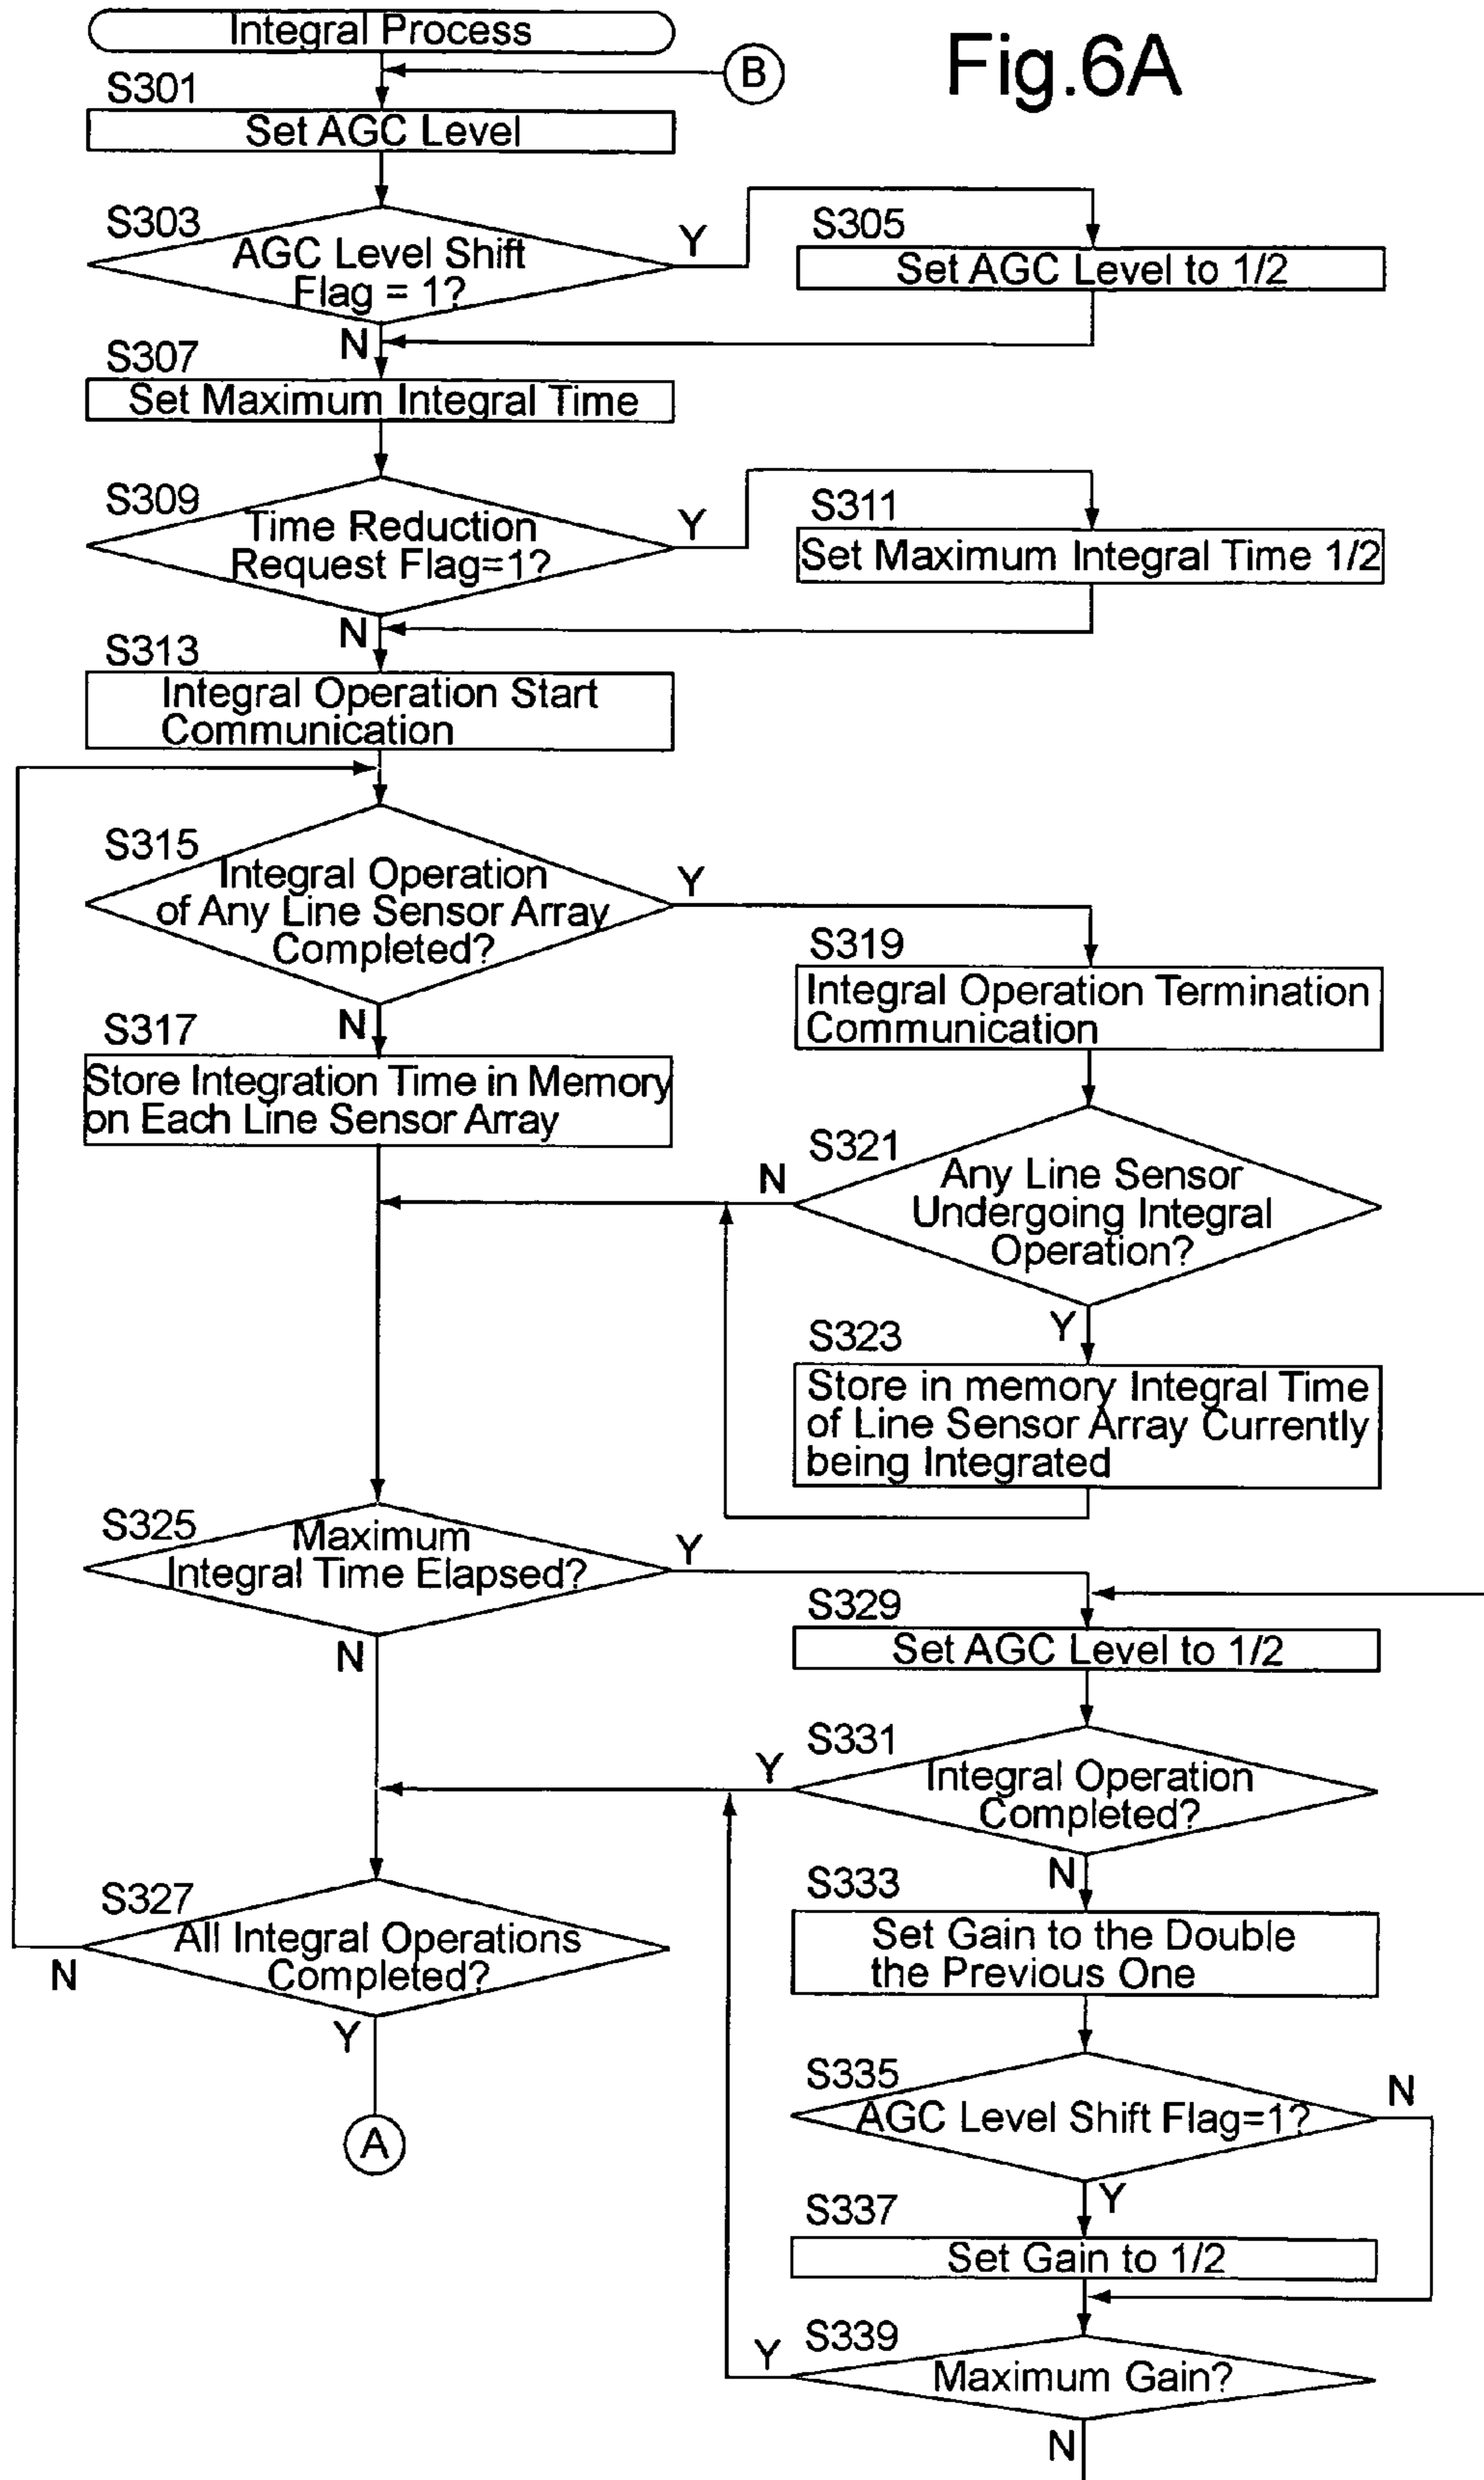 Integral Process
B
Fig.6A
S301
Set AGC Level
S303
AGC Level Shift
Flag = 1?
Y
N
S305
Set AGC Level to 1/2
S307
Set Maximum Integral Time
S309
Time Reduction
Request Flag=1?
Y
N
S311
Set Maximum Integral Time 1/2
S313
Integral Operation Start
Communication
S315
Integral Operation
of Any Line Sensor Array
Completed?
Y
N
S317
Store Integration Time in Memory
on Each Line Sensor Array
S319
Integral Operation Termination
Communication
S321
Any Line Sensor
Undergoing Integral
Operation?
N
Y
S323
Store in memory Integral Time
of Line Sensor Array Currently
being Integrated
S325
Maximum
Integral Time Elapsed?
Y
N
S329
Set AGC Level to 1/2
S331
Integral Operation
Completed?
Y
N
S327
All Integral Operations
Completed?
N
Y
A
S333
Set Gain to the Double
the Previous One
S335
AGC Level Shift Flag=1?
N
Y
S337
Set Gain to 1/2
S339
Maximum Gain?
Y
N